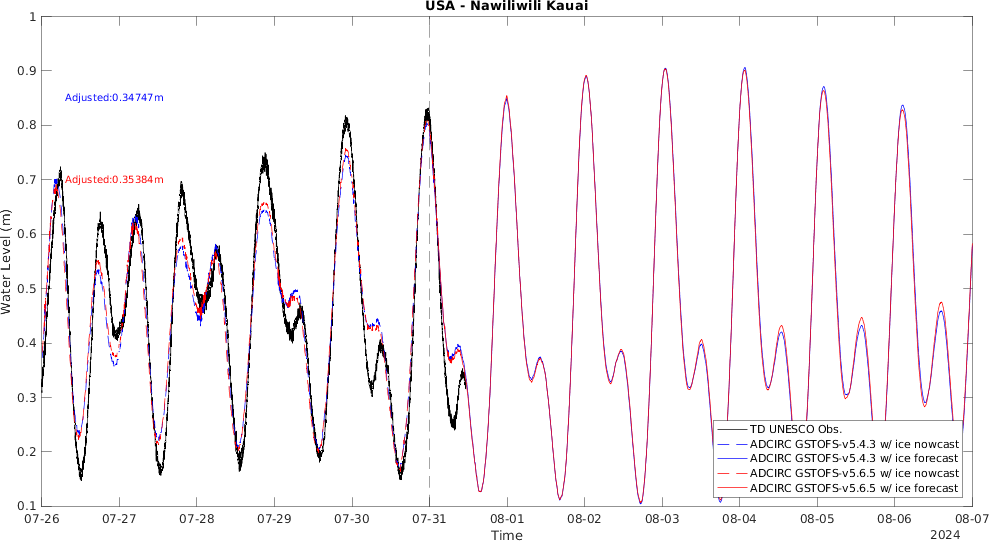 USA - Nawiliwili Kauai
1
0.9
0.8
0.7
0.6
0.5
0.4
0.3
0.2
0.1
Water Level (m)
Adjusted:0.34747m
Adjusted:0.35384m
TD UNESCO Obs.
ADCIRC GSTOFS-v5.4.3 w/ ice nowcast
ADCIRC GSTOFS-v5.4.3 w/ ice forecast
ADCIRC GSTOFS-v5.6.5 w/ ice nowcast
ADCIRC GSTOFS-v5.6.5 w/ ice forecast
07-26 07-27 07-28 07-29 07-30 07-31 08-01 08-02 08-03 08-04 08-05 08-06 08-07
Time
2024